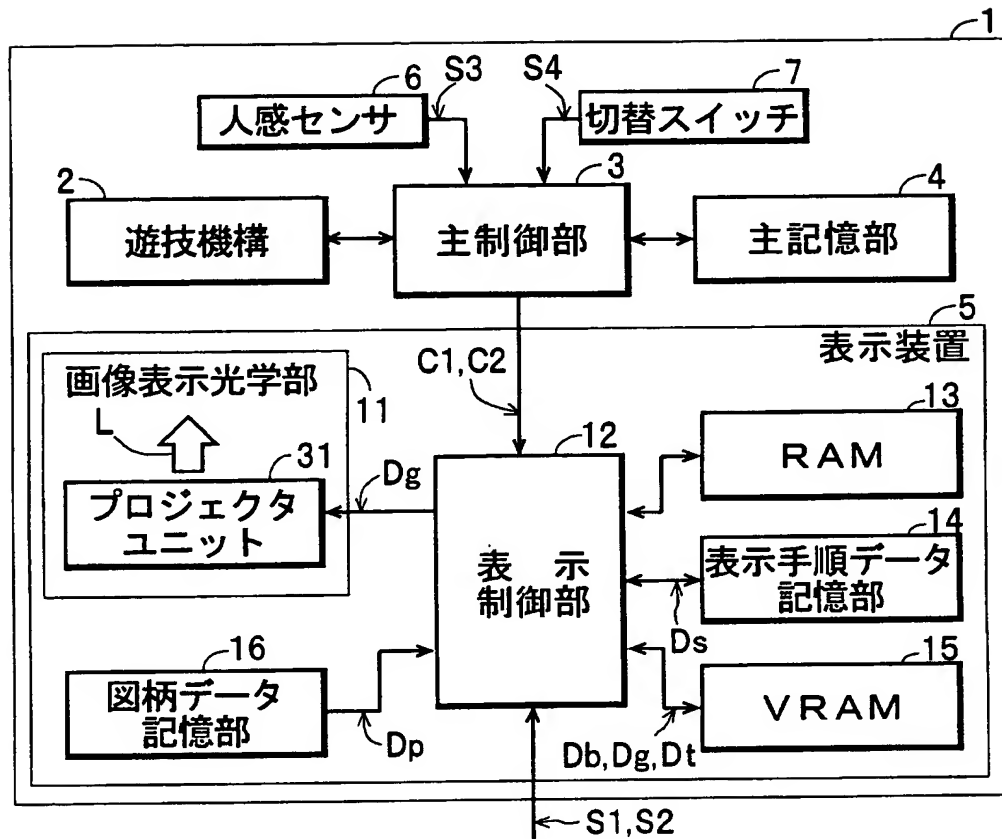 1
6
S3
S4
7
人感センサ
切替スイッチ
2
3
4
遊技機構
主制御部
主記憶部
5
表示装置
C1,C2
画像表示光学部
11
L
31
プロジェクタ
ユニット
Dg
12
表示
制御部
13
RAM
14
表示手順データ
記憶部
Ds
16
図柄データ
記憶部
Dp
15
VRAM
Db,Dg,Dt
S1,S2